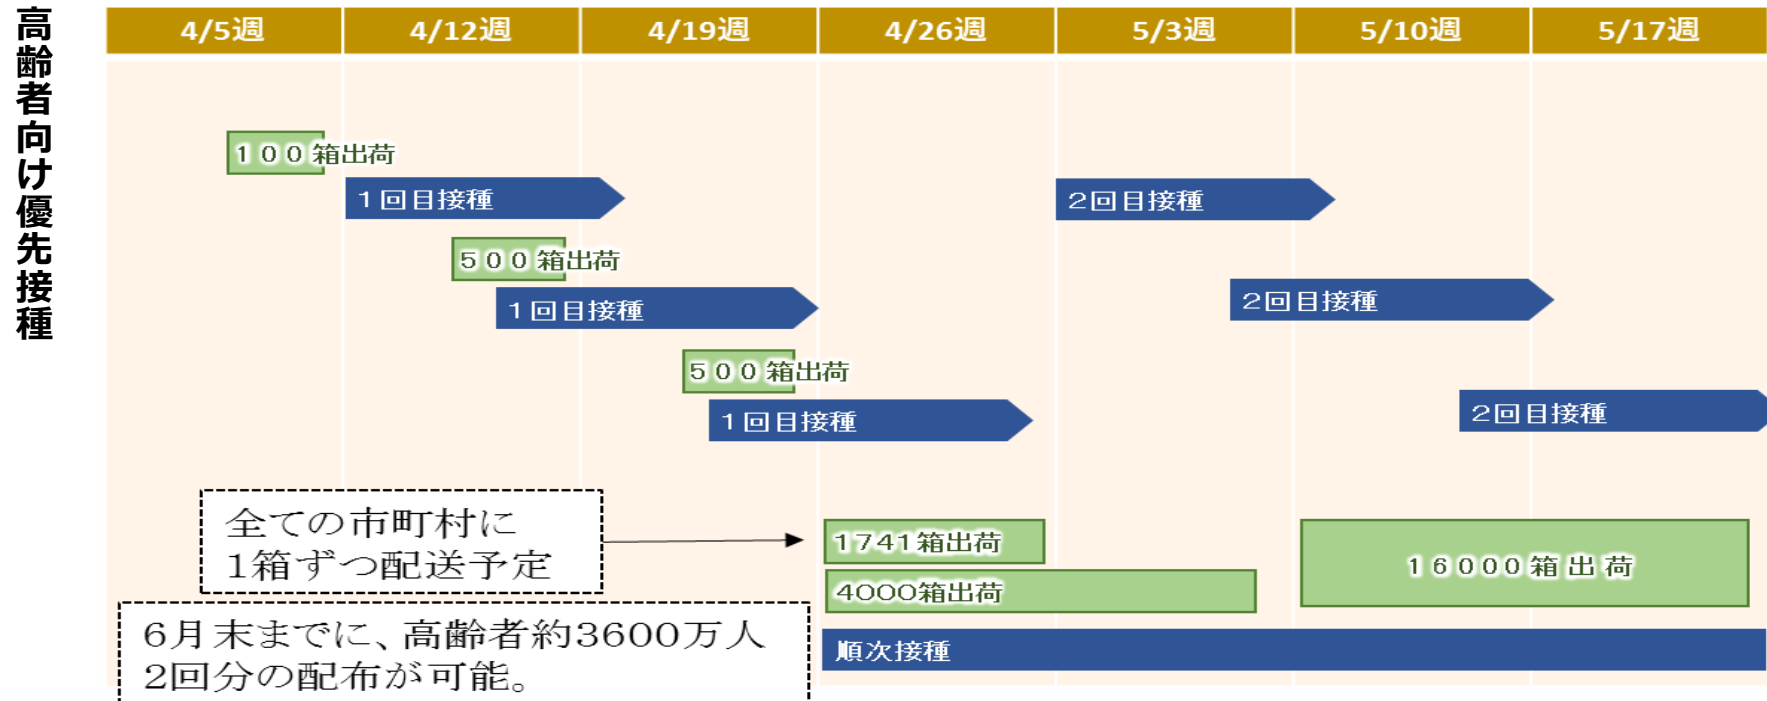 高齢者向け優先接種
4/5週
4/12週
4/19週
4/26週
5/3週
5/10週
5/17週
１００箱出荷
１回目接種
２回目接種
５００箱出荷
１回目接種
２回目接種
５００箱出荷
１回目接種
２回目接種
全ての市町村に
１箱ずつ配送予定
1741箱出荷
4000箱出荷
１６０００箱出荷
６月末までに、高齢者約3600万人
２回分の配布が可能。
順次接種